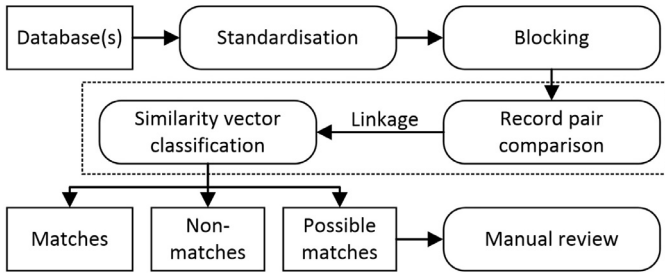 Database(s)
Standardisation
Blocking
Similarity vector
classification
Linkage
Record pair
comparison
Matches
Non-
matches
Possible
matches
Manual review